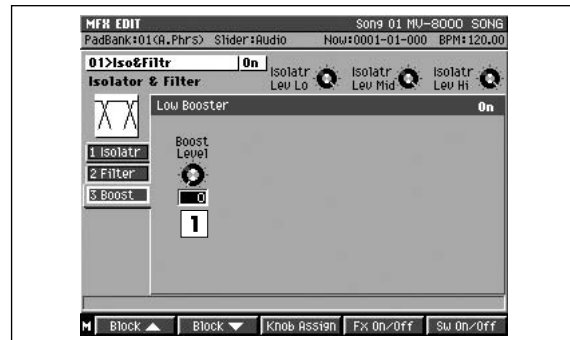 MFX EDIT Song 01 MV-8000 SONG
PadBank:01(A.Phrs) Slider:Audio Now:0001-01-000 BPM:120.00
01>Iso&Filtr On
Isolator & Filter
Isolatr Lev Lo
Isolatr Lev Mid
Isolatr Lev Hi
Low Booster On
1 Isolatr
2 Filter
3 Boost
Boost
Level
0
1
M Block ▲ Block ▼ Knob Assign Fx On/Off Sw On/Off